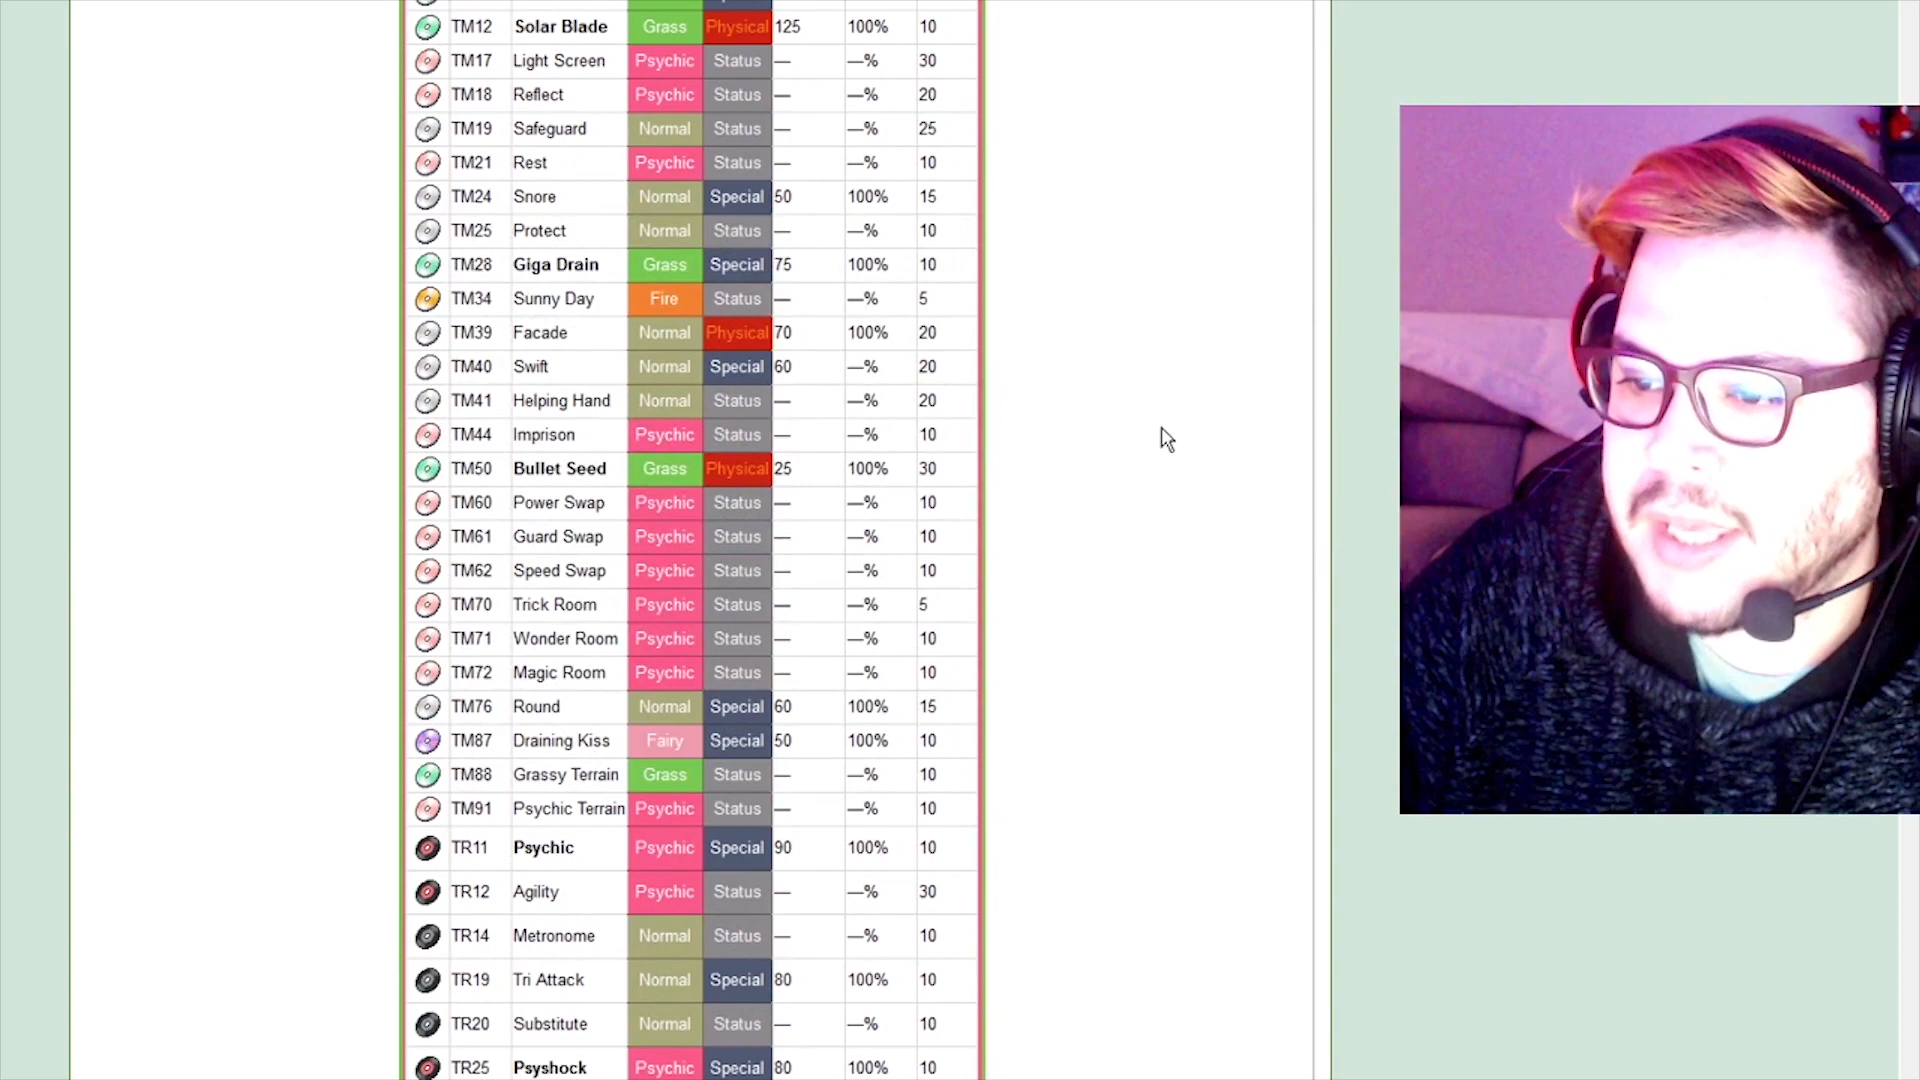 TM12 Solar Blade Grass Physical 125 100% 10
TM17 Light Screen Psychic Status — —% 30
TM18 Reflect Psychic Status — —% 20
TM19 Safeguard Normal Status — —% 25
TM21 Rest Psychic Status — —% 10
TM24 Snore Normal Special 50 100% 15
TM25 Protect Normal Status — —% 10
TM28 Giga Drain Grass Special 75 100% 10
TM34 Sunny Day Fire Status — —% 5
TM39 Facade Normal Physical 70 100% 20
TM40 Swift Normal Special 60 —% 20
TM41 Helping Hand Normal Status — —% 20
TM44 Imprison Psychic Status — —% 10
TM50 Bullet Seed Grass Physical 25 100% 30
TM60 Power Swap Psychic Status — —% 10
TM61 Guard Swap Psychic Status — —% 10
TM62 Speed Swap Psychic Status — —% 10
TM70 Trick Room Psychic Status — —% 5
TM71 Wonder Room Psychic Status — —% 10
TM72 Magic Room Psychic Status — —% 10
TM76 Round Normal Special 60 100% 15
TM87 Draining Kiss Fairy Special 50 100% 10
TM88 Grassy Terrain Grass Status — —% 10
TM91 Psychic Terrain Psychic Status — —% 10
TR11 Psychic Psychic Special 90 100% 10
TR12 Agility Psychic Status — —% 30
TR14 Metronome Normal Status — —% 10
TR19 Tri Attack Normal Special 80 100% 10
TR20 Substitute Normal Status — —% 10
TR25 Psyshock Psychic Special 80 100% 10